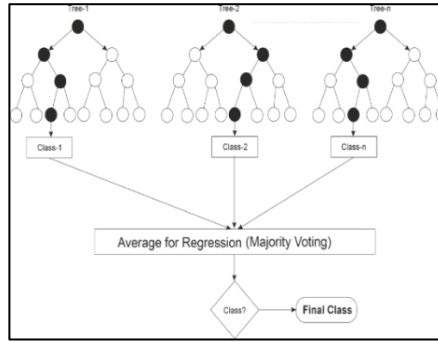 Tree-1 Tree-2 Tree-n
Class-1 Class-2 Class-n
Average for Regression (Majority Voting)
Class? Final Class